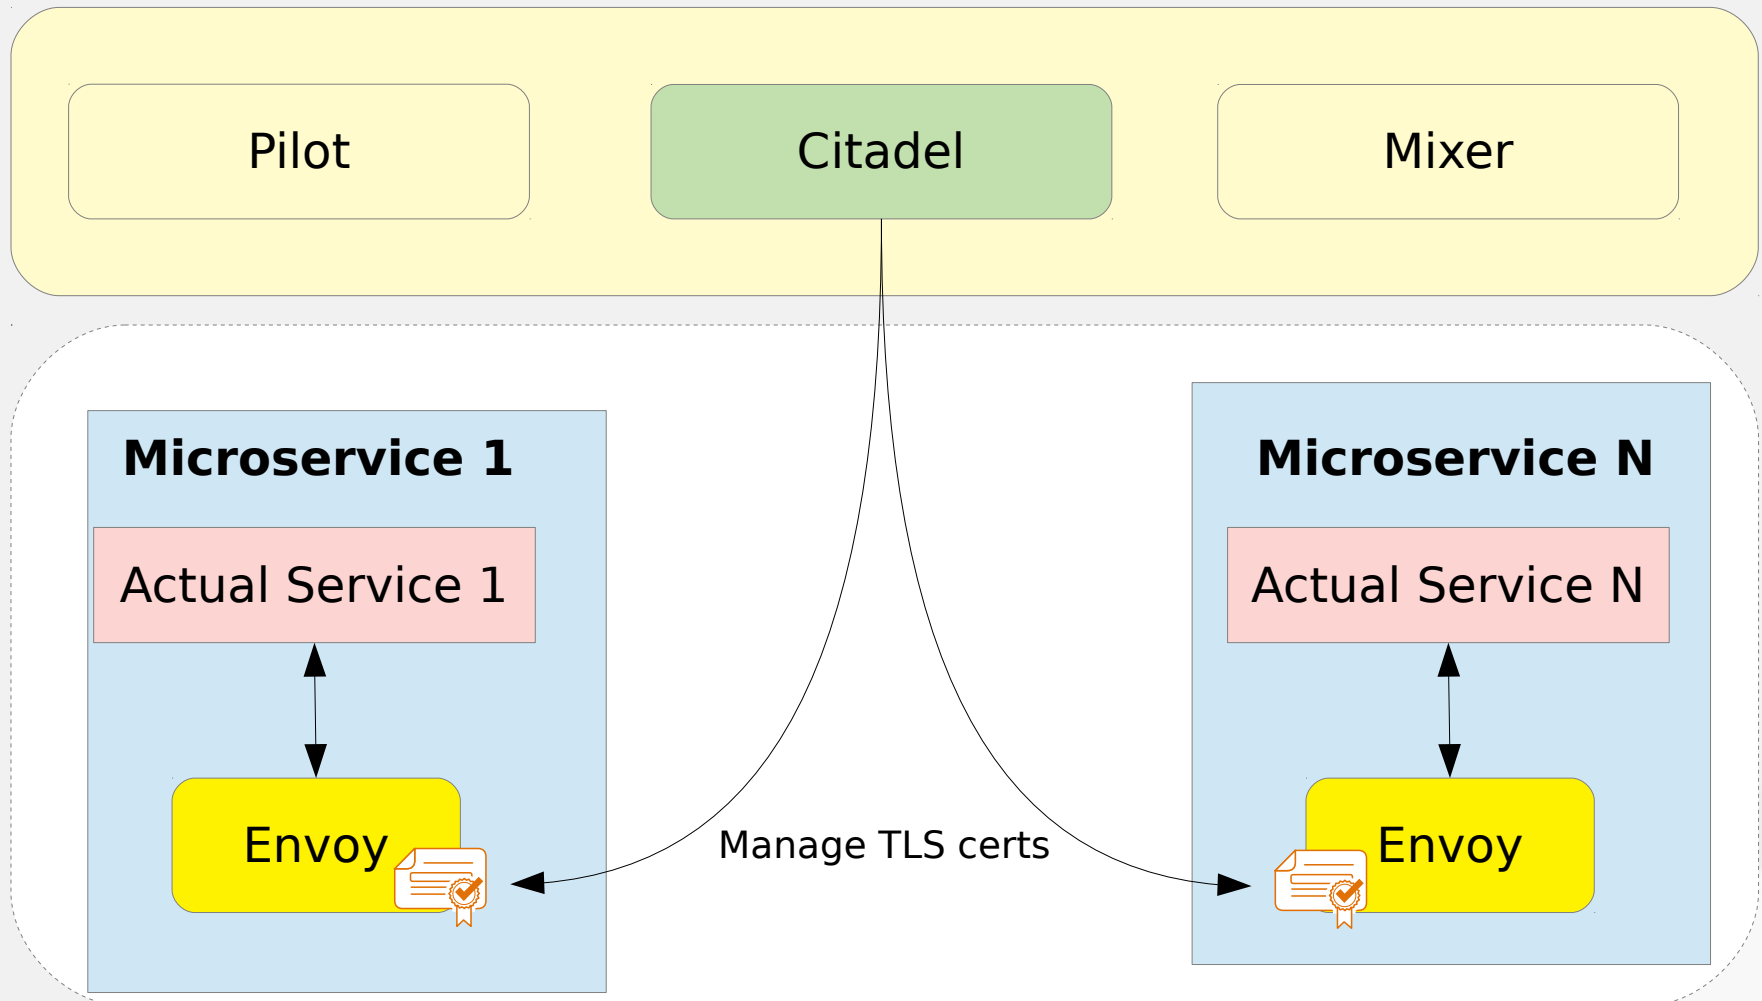 Pilot
Citadel
Mixer
Microservice 1
Microservice N
Actual Service 1
Actual Service N
Envoy
Manage TLS certs
Envoy